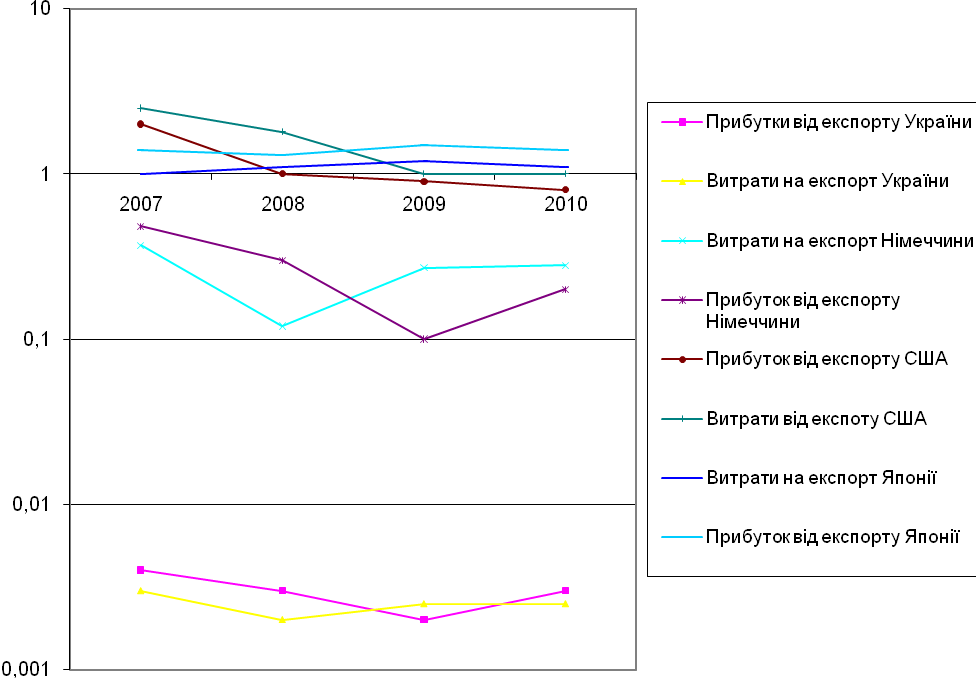 10
1
2007
2008
2009
2010
0,1
0,01
0,001
Прибутки від експорту України
Витрати на експорт України
Витрати на експорт Німеччини
Прибуток від експорту
Німеччини
Прибуток від експорту США
Витрати від експоту США
Витрати на експорт Японії
Прибуток від експорту Японії